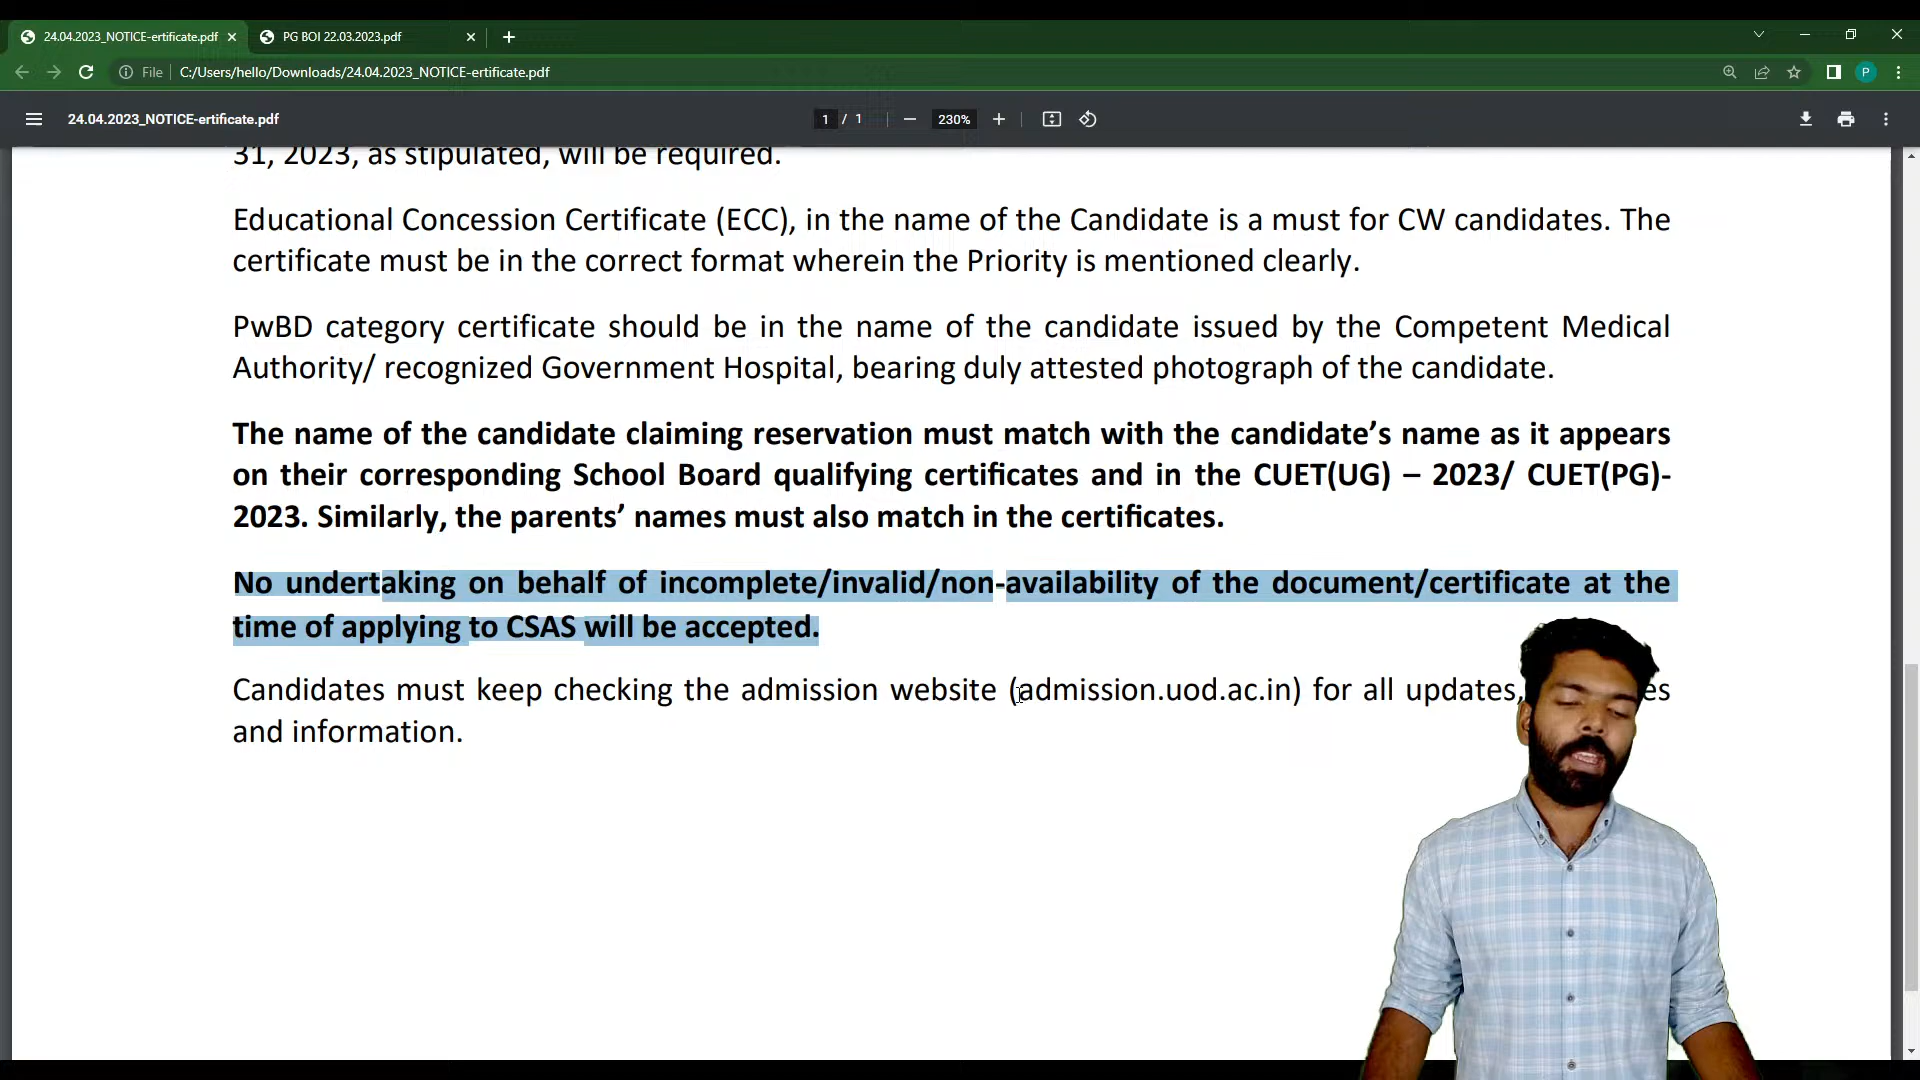 24.04.2023_NOTICE-ertificate.pdf
PG BOI 22.03.2023.pdf
File
C:/Users/hello/Downloads/24.04.2023_NOTICE-ertificate.pdf
P
24.04.2023_NOTICE-ertificate.pdf
1 / 1
230%
31, 2023, as stipulated, will be required.
Educational Concession Certificate (ECC), in the name of the Candidate is a must for CW candidates. The
certificate must be in the correct format wherein the Priority is mentioned clearly.
PwBD category certificate should be in the name of the candidate issued by the Competent Medical
Authority/ recognized Government Hospital, bearing duly attested photograph of the candidate.
The name of the candidate claiming reservation must match with the candidate’s name as it appears
on their corresponding School Board qualifying certificates and in the CUET(UG) – 2023/ CUET(PG)-
2023. Similarly, the parents’ names must also match in the certificates.
No undertaking on behalf of incomplete/invalid/non-availability of the document/certificate at the
time of applying to CSAS will be accepted.
Candidates must keep checking the admission website (admission.uod.ac.in) for all updates,
and information.